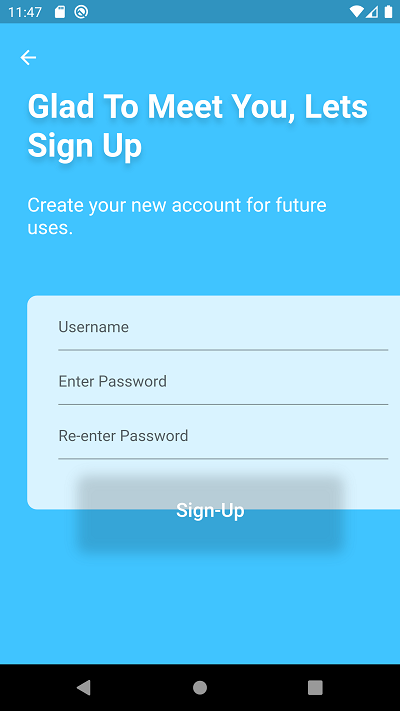 11:47
Glad To Meet You, Lets
Sign Up
Create your new account for future
uses.
Username
Enter Password
Re-enter Password
Sign-Up